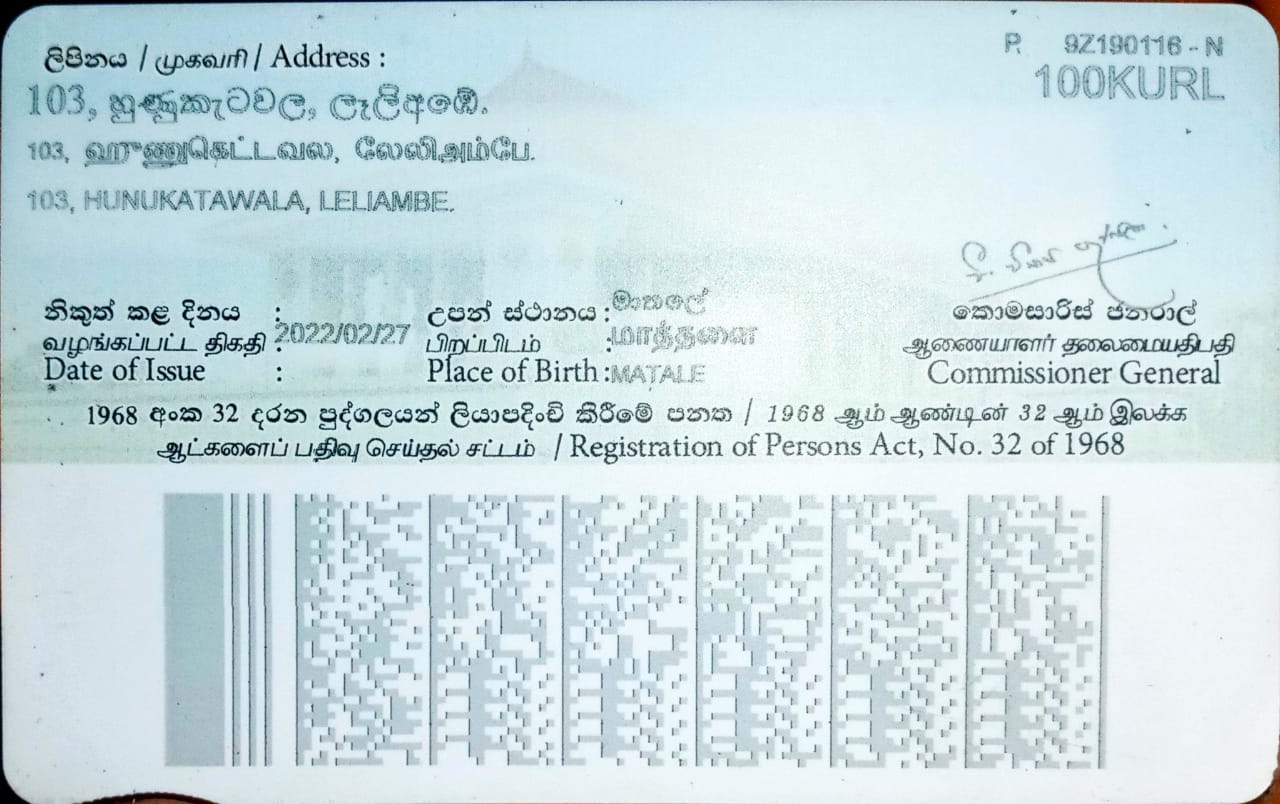 ලිපිනය / முகவரி / Address :
P. 9Z190116 - N
100KURL
103, හුණුකැටවල, ලෑලිඅඹේ.
103, ஹுணுகெட்டவல, லேலிஅம்பே.
103, HUNUKATAWALA, LELIAMBE.
නිකුත් කළ දිනය : උපන් ස්ථානය : මාතලේ කොමසාරිස් ජනරාල්
வழங்கப்பட்ட திகதி : 2022/02/27 பிறப்பிடம் : மாத்தளை ஆணையாளர் தலைமையதிபதி
Date of Issue : Place of Birth : MATALE Commissioner General
1968 අංක 32 දරන පුද්ගලයන් ලියාපදිංචි කිරීමේ පනත / 1968 ஆம் ஆண்டின் 32 ஆம் இலக்க
ஆட்களைப் பதிவு செய்தல் சட்டம் / Registration of Persons Act, No. 32 of 1968